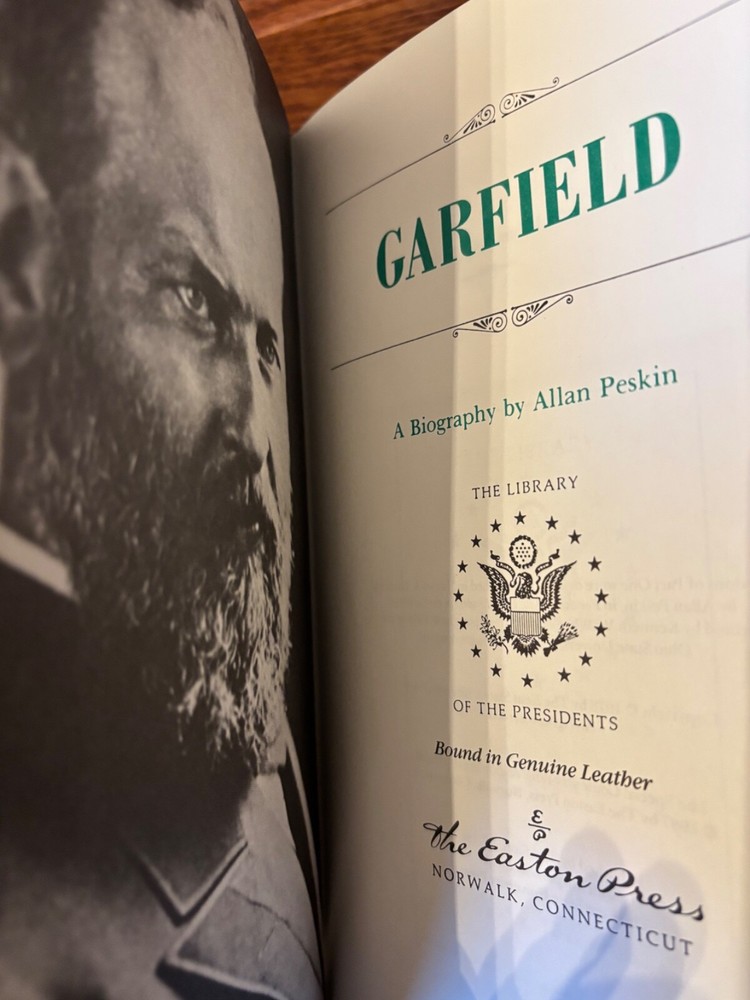 GARFIELD
A Biography by Allan Peskin
THE LIBRARY
OF THE PRESIDENTS
Bound in Genuine Leather
EP
The Easton Press
NORWALK, CONNECTICUT